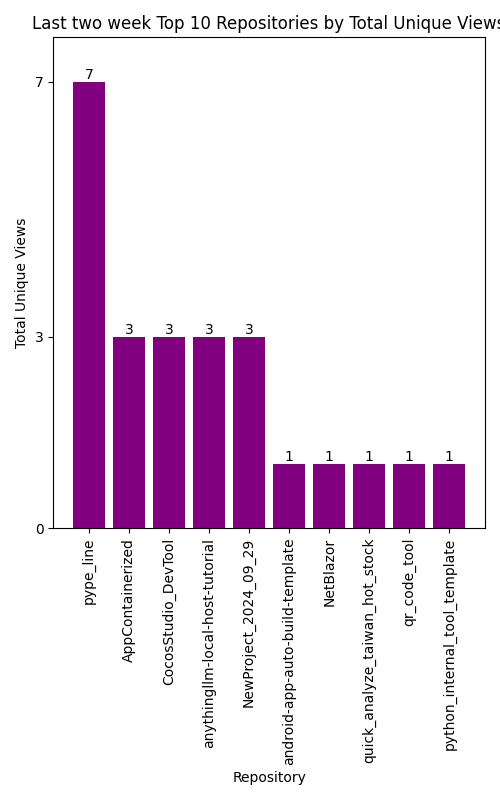 Last two week Top 10 Repositories by Total Unique Views
7
3
0
Total Unique Views
7
3
3
3
3
1
1
1
1
1
pype_line
AppContainerized
CocosStudio_DevTool
anythingllm-local-host-tutorial
NewProject_2024_09_29
android-app-auto-build-template
NetBlazor
quick_analyze_taiwan_hot_stock
qr_code_tool
python_internal_tool_template
Repository